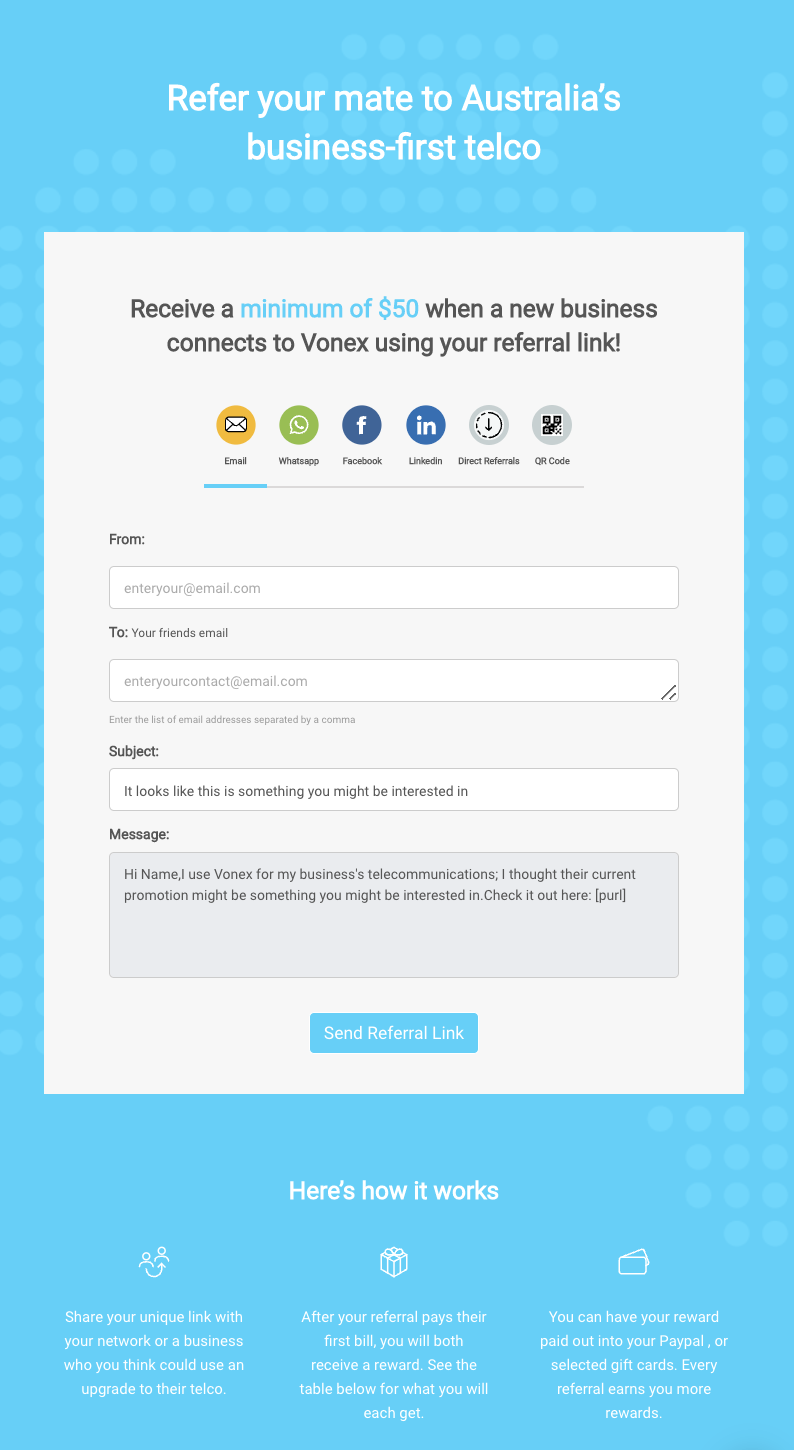 Refer your mate to Australia’s
business-first telco
Receive a minimum of $50 when a new business
connects to Vonex using your referral link!
Email Whatsapp Facebook Linkedin Direct Referrals QR Code
From:
enteryour@email.com
To: Your friends email
enteryourcontact@email.com
Enter the list of email addresses separated by a comma
Subject:
It looks like this is something you might be interested in
Message:
Hi Name,I use Vonex for my business's telecommunications; I thought their current
promotion might be something you might be interested in.Check it out here: [purl]
Send Referral Link
Here’s how it works
Share your unique link with
your network or a business
who you think could use an
upgrade to their telco.
After your referral pays their
first bill, you will both
receive a reward. See the
table below for what you will
each get.
You can have your reward
paid out into your Paypal , or
selected gift cards. Every
referral earns you more
rewards.